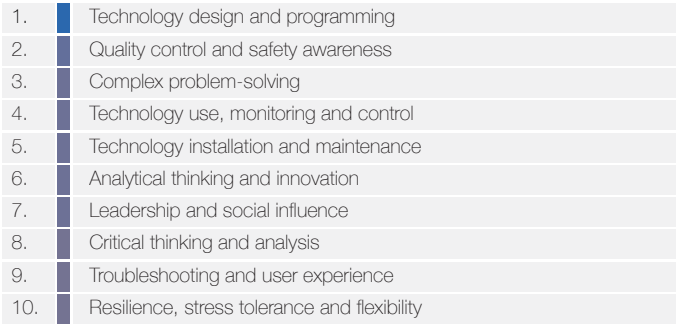 1. Technology design and programming
2. Quality control and safety awareness
3. Complex problem-solving
4. Technology use, monitoring and control
5. Technology installation and maintenance
6. Analytical thinking and innovation
7. Leadership and social influence
8. Critical thinking and analysis
9. Troubleshooting and user experience
10. Resilience, stress tolerance and flexibility